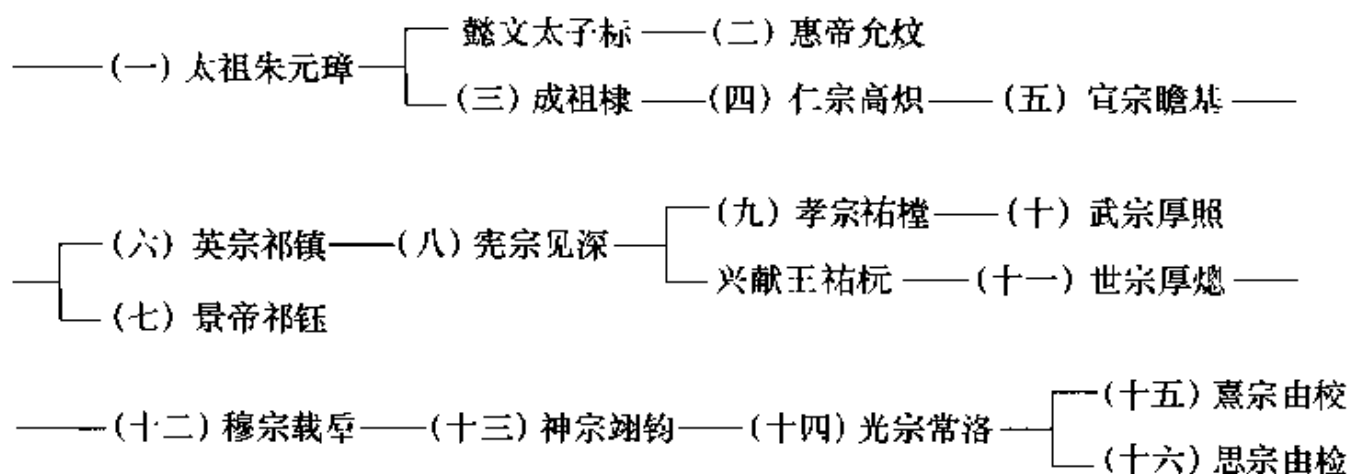 懿文太子标——(二) 惠帝允炆
——(一) 太祖朱元璋
(三) 成祖棣——(四) 仁宗高炽——(五) 宣宗瞻基——
(九) 孝宗祐樘——(十) 武宗厚照
(六) 英宗祁镇——(八) 宪宗见深
兴献王祐杬——(十一) 世宗厚熜——
(七) 景帝祁钰
(十五) 熹宗由校
——(十二) 穆宗载垕——(十三) 神宗翊钧——(十四) 光宗常洛
(十六) 思宗由检